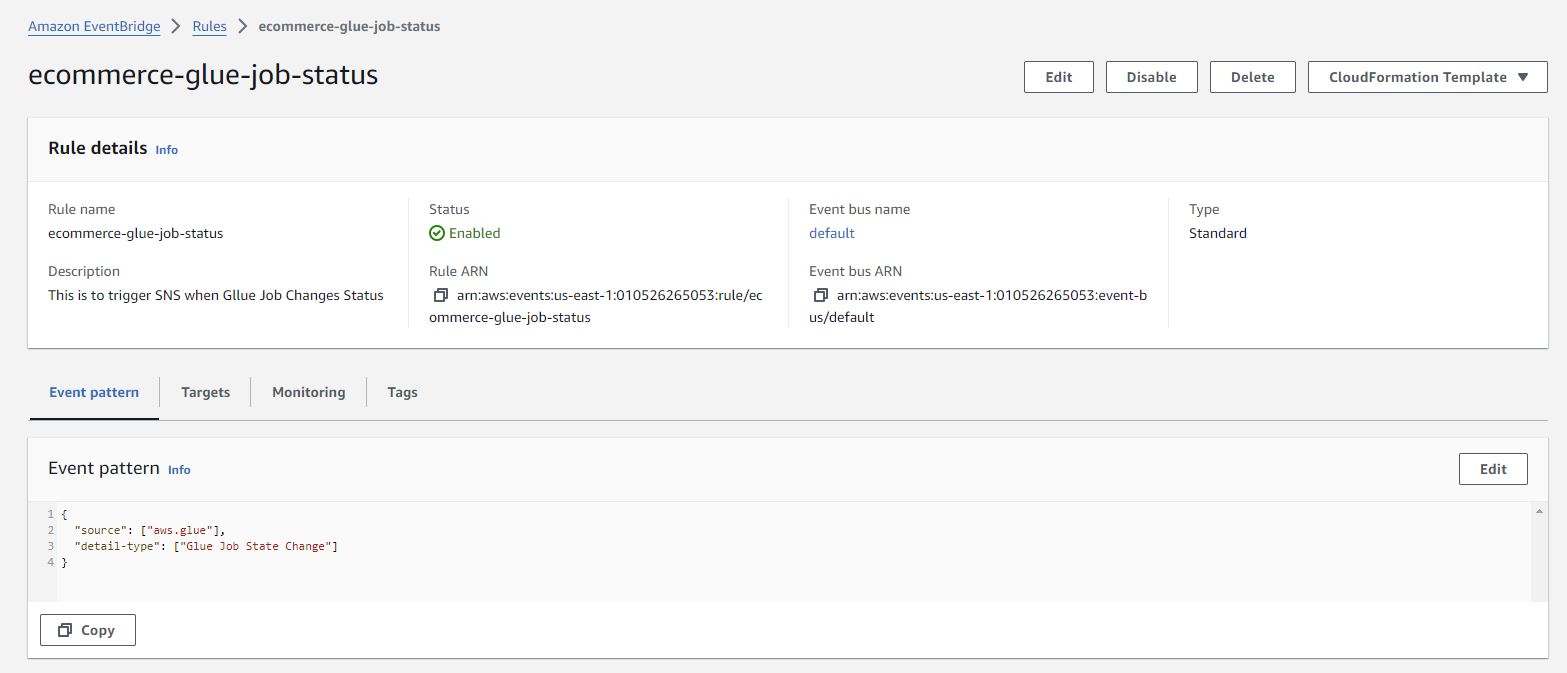 Amazon EventBridge > Rules > ecommerce-glue-job-status
ecommerce-glue-job-status
Edit
Disable
Delete
CloudFormation Template
Rule details Info
Rule name
ecommerce-glue-job-status
Description
This is to trigger SNS when Gllue Job Changes Status
Status
Enabled
Rule ARN
arn:aws:events:us-east-1:010526265053:rule/ec
ommerce-glue-job-status
Event bus name
default
Event bus ARN
arn:aws:events:us-east-1:010526265053:event-b
us/default
Type
Standard
Event pattern
Targets
Monitoring
Tags
Event pattern Info
Edit
1 {
2   "source": ["aws.glue"],
3   "detail-type": ["Glue Job State Change"]
4 }
Copy